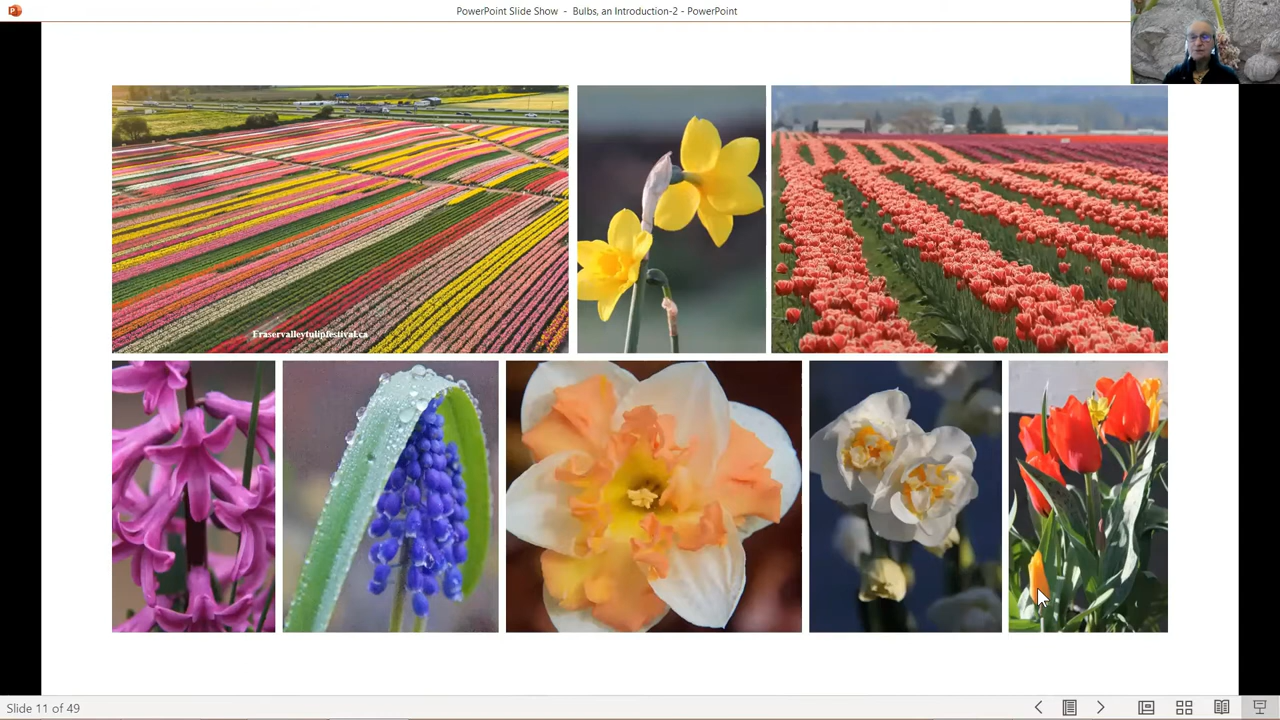 PowerPoint Slide Show - Bulbs, an Introduction-2 - PowerPoint
Fraservalleytulipfestival.ca
Slide 11 of 49